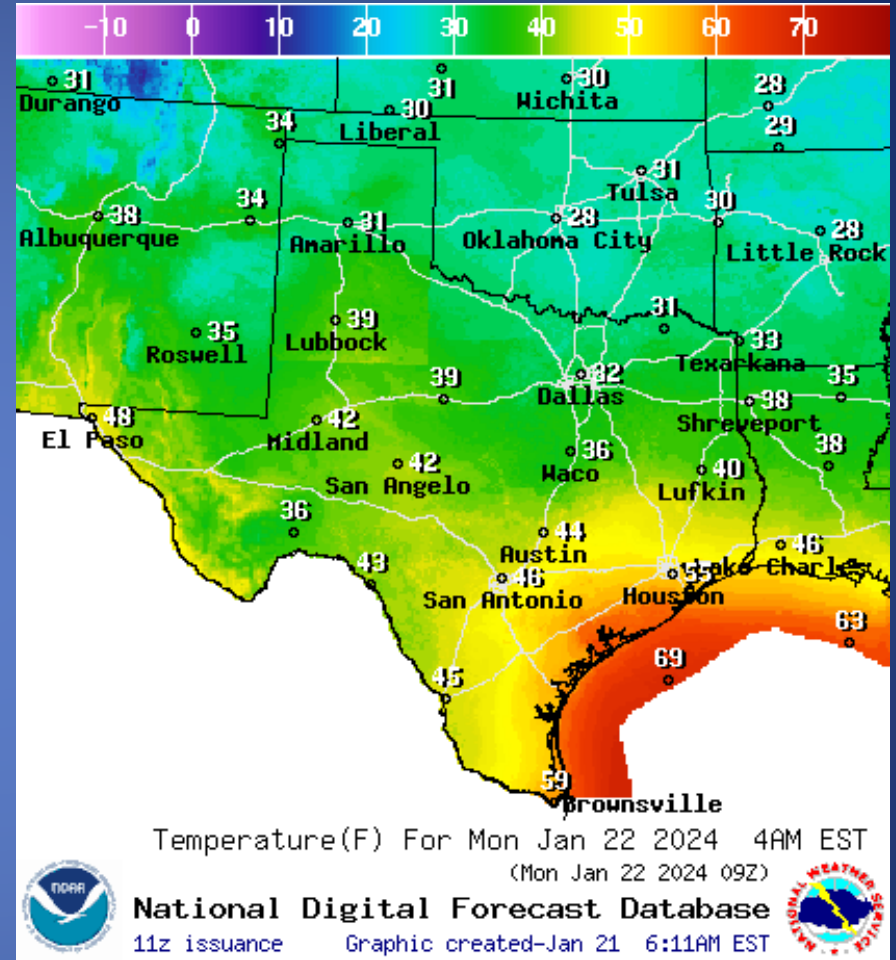 -10 0 10 20 30 40 50 60 70
31
Durango
31
30
Wichita
28
30
Liberal
34
29
31
Tulsa
38
Albuquerque
34
31
Amarillo
28
Oklahoma City
30
28
Little Rock
35
Roswell
39
Lubbock
31
33
Texarkana
39
32
Dallas
38
Shreveport
35
48
El Paso
42
Midland
42
San Angelo
36
Waco
40
Lufkin
38
36
44
Austin
46
Lake Charles
43
46
San Antonio
55
Houston
63
69
45
59
Brownsville
Temperature(F) For Mon Jan 22 2024 4AM EST
(Mon Jan 22 2024 09Z)
NOAA
National Digital Forecast Database
11z issuance Graphic created-Jan 21 6:11AM EST
NATIONAL WEATHER SERVICE